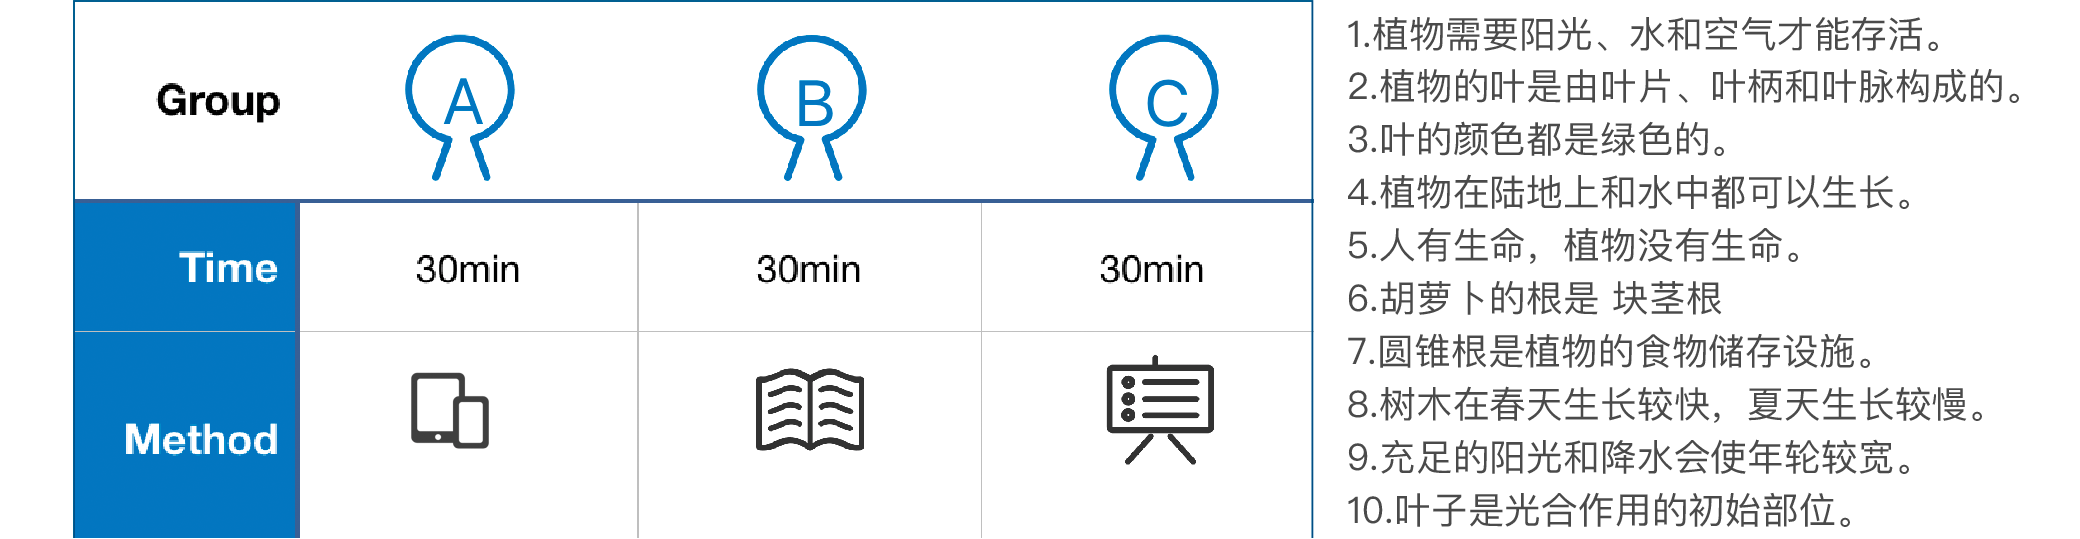 Group A B C
Time 30min 30min 30min
Method
1.植物需要阳光、水和空气才能存活。
2.植物的叶是由叶片、叶柄和叶脉构成的。
3.叶的颜色都是绿色的。
4.植物在陆地上和水中都可以生长。
5.人有生命，植物没有生命。
6.胡萝卜的根是 块茎根
7.圆锥根是植物的食物储存设施。
8.树木在春天生长较快，夏天生长较慢。
9.充足的阳光和降水会使年轮较宽。
10.叶子是光合作用的初始部位。